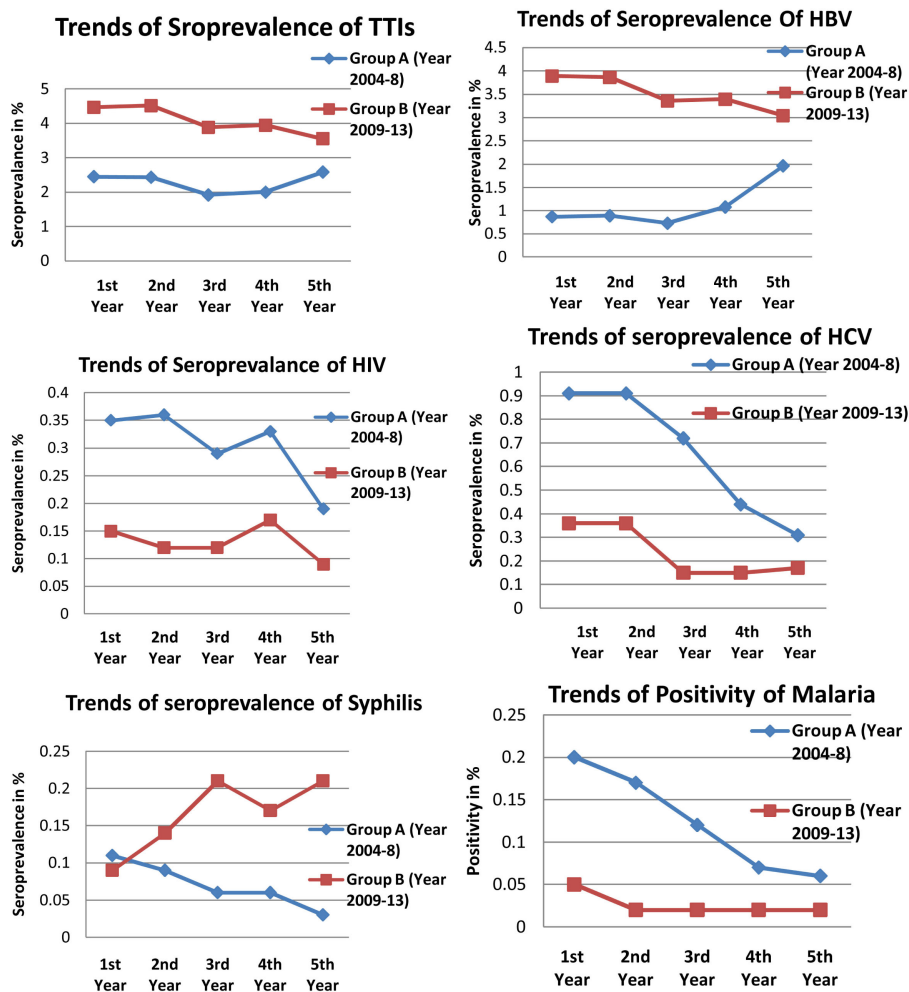 Trends of Sroprevalence of TTIs
Group A (Year
2004-8)
Group B (Year
2009-13)
Seroprevalance in %
5
4
3
2
1
0
1st 2nd 3rd 4th 5th
Year Year Year Year Year
Trends of Seroprevalence Of HBV
Group A
(Year 2004-8)
Group B (Year
2009-13)
Seroprevalence in %
4.5
4
3.5
3
2.5
2
1.5
1
0.5
0
1st 2nd 3rd 4th 5th
Year Year Year Year Year
Trends of Seroprevalance of HIV
Group A (Year
2004-8)
Group B (Year
2009-13)
Seroprevalence in %
0.4
0.35
0.3
0.25
0.2
0.15
0.1
0.05
0
1st 2nd 3rd 4th 5th
Year Year Year Year Year
Trends of seroprevalence of HCV
Group A (Year 2004-8)
Group B (Year 2009-13)
Seroprevalence in %
1
0.9
0.8
0.7
0.6
0.5
0.4
0.3
0.2
0.1
0
1st 2nd 3rd 4th 5th
Year Year Year Year Year
Trends of seroprevalence of Syphilis
Group A (Year
2004-8)
Group B (Year
2009-13)
Seroprevalence in %
0.25
0.2
0.15
0.1
0.05
0
1st 2nd 3rd 4th 5th
Year Year Year Year Year
Trends of Positivity of Malaria
Group A (Year
2004-8)
Group B (Year
2009-13)
Positivity in %
0.25
0.2
0.15
0.1
0.05
0
1st 2nd 3rd 4th 5th
Year Year Year Year Year